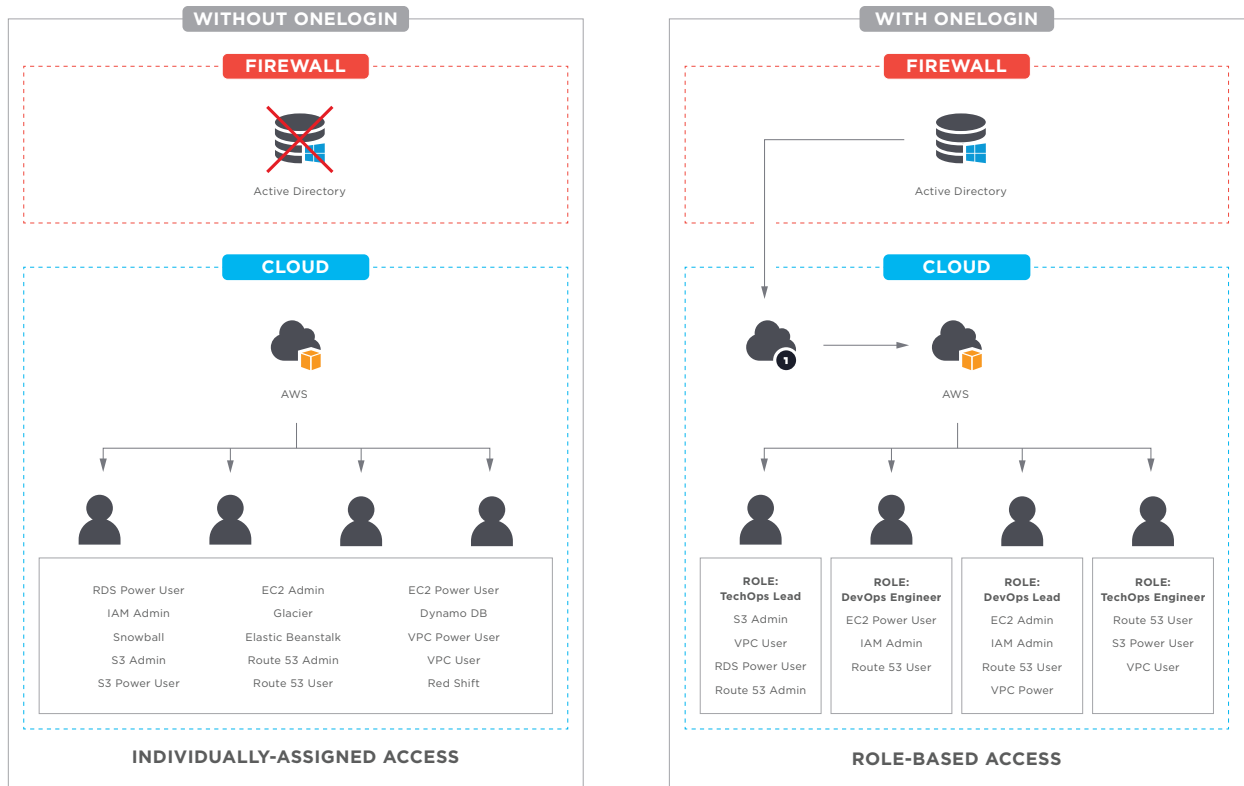 WITHOUT ONELOGIN
FIREWALL
Active Directory
CLOUD
AWS
RDS Power User
IAM Admin
Snowball
S3 Admin
S3 Power User
EC2 Admin
Glacier
Elastic Beanstalk
Route 53 Admin
Route 53 User
EC2 Power User
Dynamo DB
VPC Power User
VPC User
Red Shift
INDIVIDUALLY-ASSIGNED ACCESS
WITH ONELOGIN
FIREWALL
Active Directory
CLOUD
1
AWS
ROLE:
TechOps Lead
S3 Admin
VPC User
RDS Power User
Route 53 Admin
ROLE:
DevOps Engineer
EC2 Power User
IAM Admin
Route 53 User
ROLE:
DevOps Lead
EC2 Admin
IAM Admin
Route 53 User
VPC Power
ROLE:
TechOps Engineer
Route 53 User
S3 Power User
VPC User
ROLE-BASED ACCESS